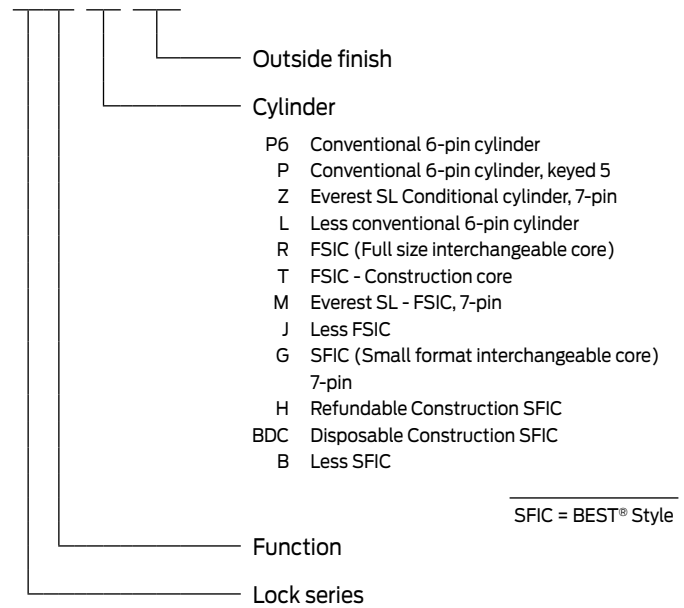 Outside finish
Cylinder
P6 Conventional 6-pin cylinder
P Conventional 6-pin cylinder, keyed 5
Z Everest SL Conditional cylinder, 7-pin
L Less conventional 6-pin cylinder
R FSIC (Full size interchangeable core)
T FSIC - Construction core
M Everest SL - FSIC, 7-pin
J Less FSIC
G SFIC (Small format interchangeable core)
7-pin
H Refundable Construction SFIC
BDC Disposable Construction SFIC
B Less SFIC
SFIC = BEST® Style
Function
Lock series